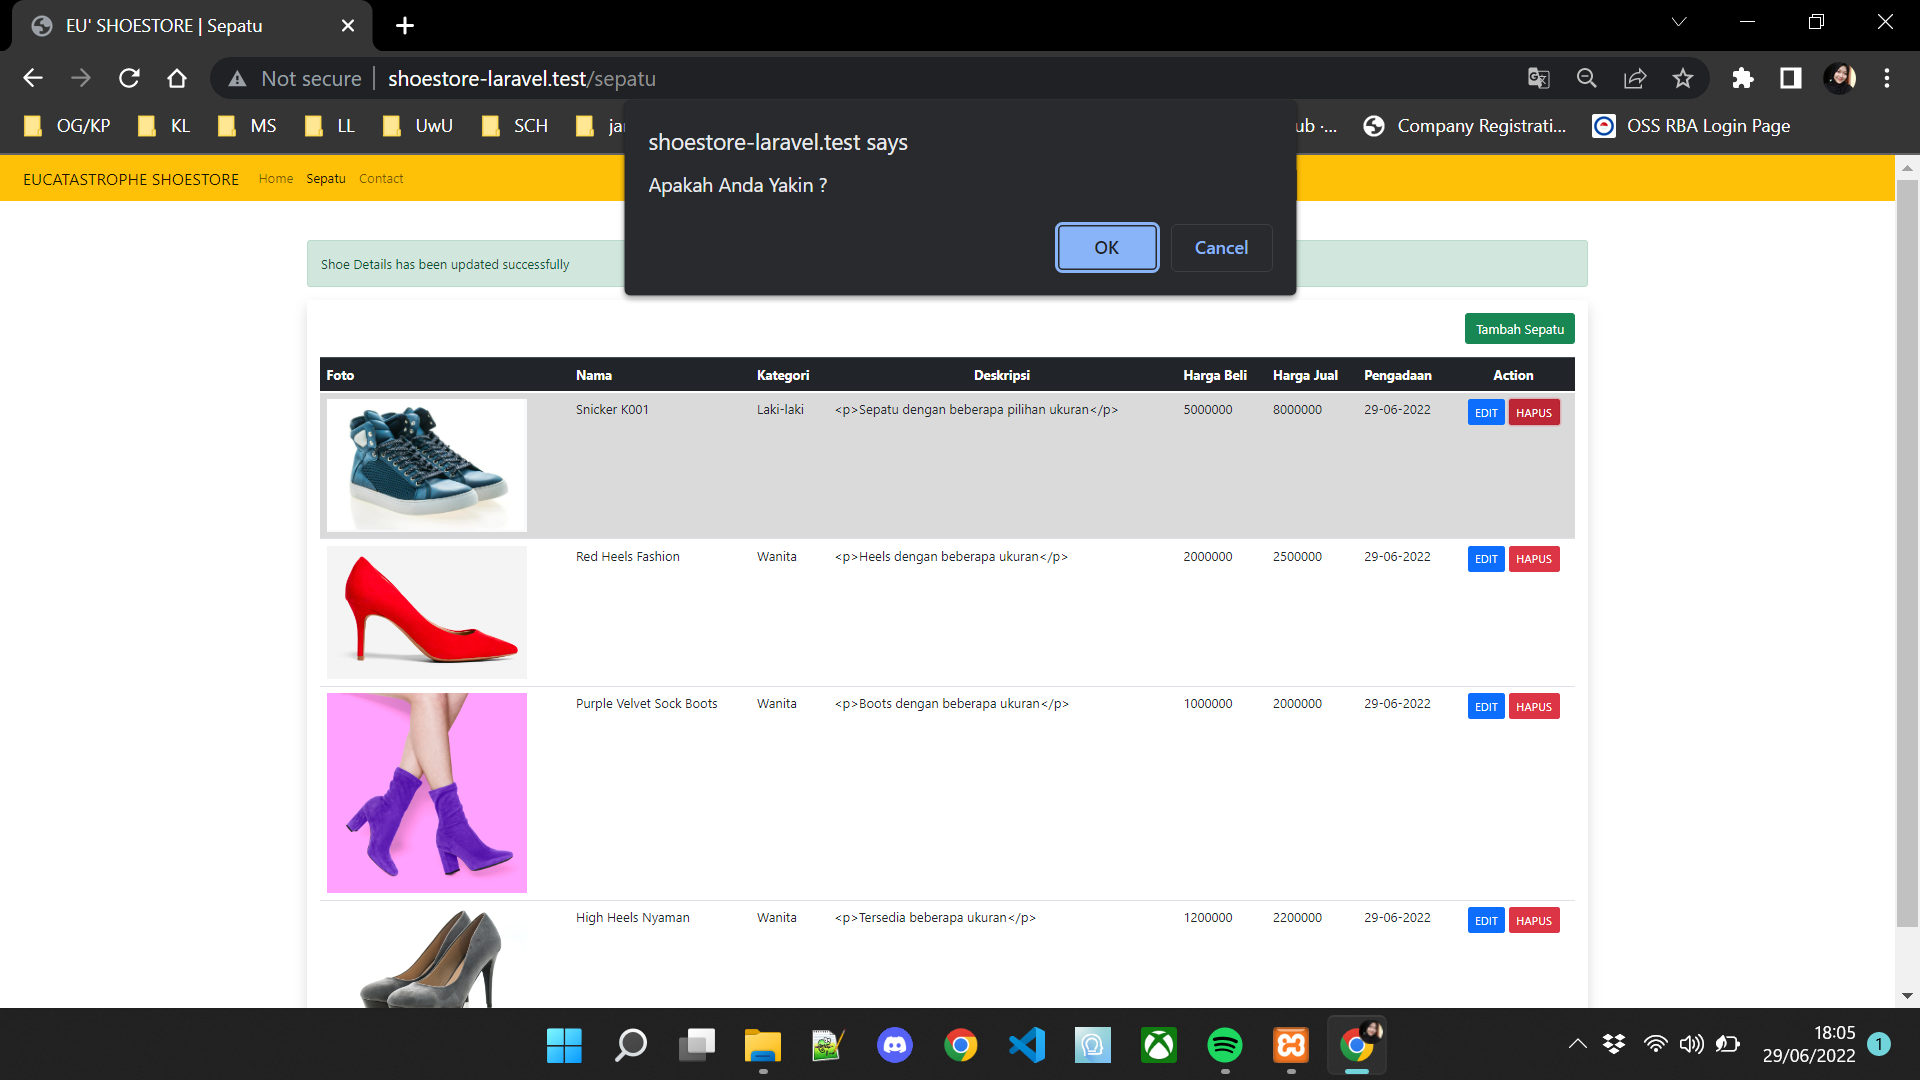 EU' SHOESTORE | Sepatu
Not secure
shoestore-laravel.test/sepatu
OG/KP
KL
MS
LL
UwU
SCH
jar
ub ·...
Company Registrati...
OSS RBA Login Page
shoestore-laravel.test says
Apakah Anda Yakin ?
OK
Cancel
EUCATASTROPHE SHOESTORE
Home
Sepatu
Contact
Shoe Details has been updated successfully
Tambah Sepatu
Foto Nama Kategori Deskripsi Harga Beli Harga Jual Pengadaan Action
Snicker K001 Laki-laki <p>Sepatu dengan beberapa pilihan ukuran</p> 5000000 8000000 29-06-2022 EDIT HAPUS
Red Heels Fashion Wanita <p>Heels dengan beberapa ukuran</p> 2000000 2500000 29-06-2022 EDIT HAPUS
Purple Velvet Sock Boots Wanita <p>Boots dengan beberapa ukuran</p> 1000000 2000000 29-06-2022 EDIT HAPUS
High Heels Nyaman Wanita <p>Tersedia beberapa ukuran</p> 1200000 2200000 29-06-2022 EDIT HAPUS
18:05
29/06/2022
1